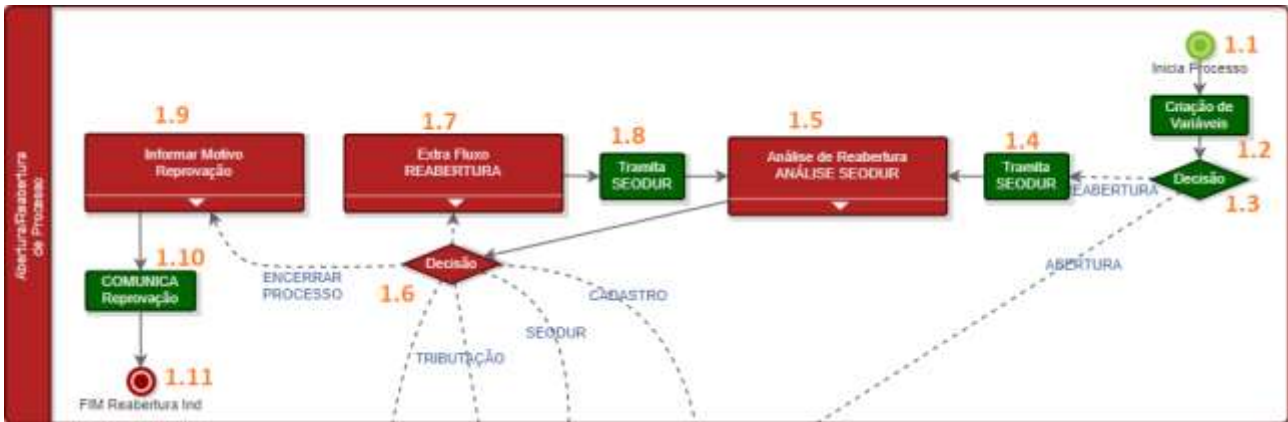 Abertura/Reabertura
de Processo
1.1
Inicia Processo
1.9
1.7
1.8
1.5
1.4
Criação de
Variáveis
1.2
Informar Motivo
Reprovação
Extra Fluxo
REABERTURA
Tramita
SEODUR
Análise de Reabertura
ANÁLISE SEODUR
Tramita
SEODUR
REABERTURA
Decisão
1.3
1.10
COMUNICA
Reprovação
ENCERRAR
PROCESSO
1.6
Decisão
CADASTRO
ABERTURA
SEODUR
TRIBUTAÇÃO
1.11
FIM Reabertura Ind